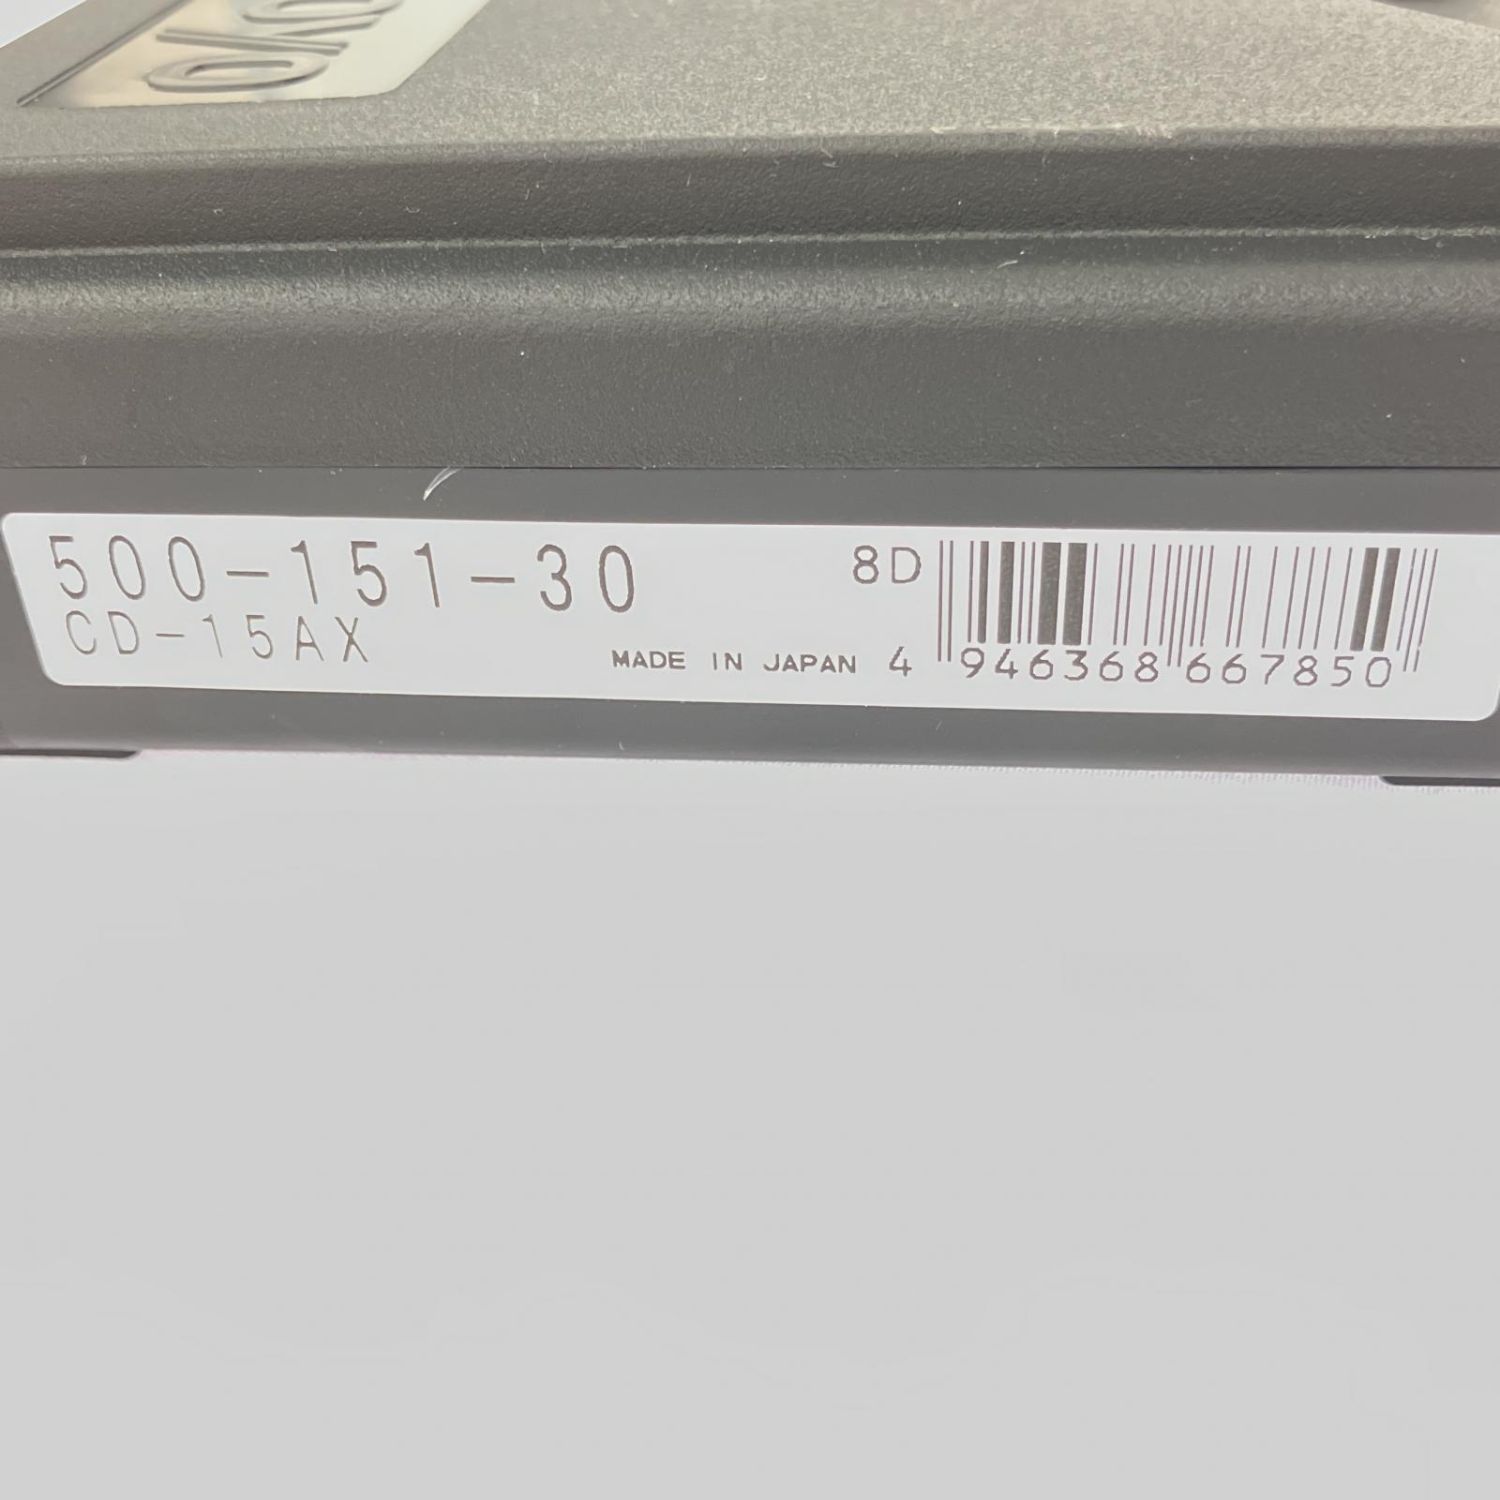 500-151-30
CD-15AX
8D
MADE IN JAPAN
4 946368 667850